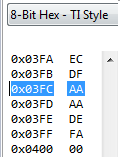 8-Bit Hex - TI Style
0x03FA EC
0x03FB DF
0x03FC AA
0x03FD AA
0x03FE DE
0x03FF FA
0x0400 00